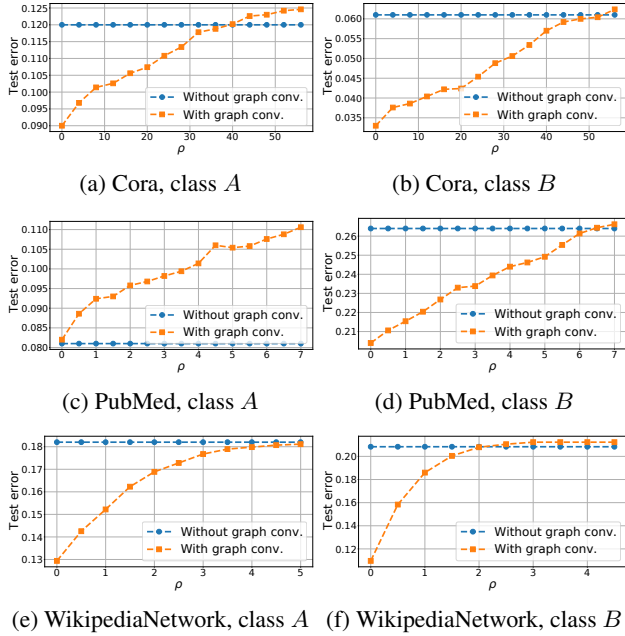 0.125
0.120
0.115
0.110
0.105
0.100
0.095
0.090
Test error
Without graph conv.
With graph conv.
0 10 20 30 40 50
ρ
(a) Cora, class A
0.060
0.055
0.050
0.045
0.040
0.035
Test error
Without graph conv.
With graph conv.
0 10 20 30 40 50
ρ
(b) Cora, class B
0.110
0.105
0.100
0.095
0.090
0.085
0.080
Test error
Without graph conv.
With graph conv.
0 1 2 3 4 5 6 7
ρ
(c) PubMed, class A
0.26
0.25
0.24
0.23
0.22
0.21
Test error
Without graph conv.
With graph conv.
0 1 2 3 4 5 6 7
ρ
(d) PubMed, class B
0.18
0.17
0.16
0.15
0.14
0.13
Test error
Without graph conv.
With graph conv.
0 1 2 3 4 5
ρ
(e) WikipediaNetwork, class A
0.20
0.18
0.16
0.14
0.12
Test error
Without graph conv.
With graph conv.
0 1 2 3 4
ρ
(f) WikipediaNetwork, class B